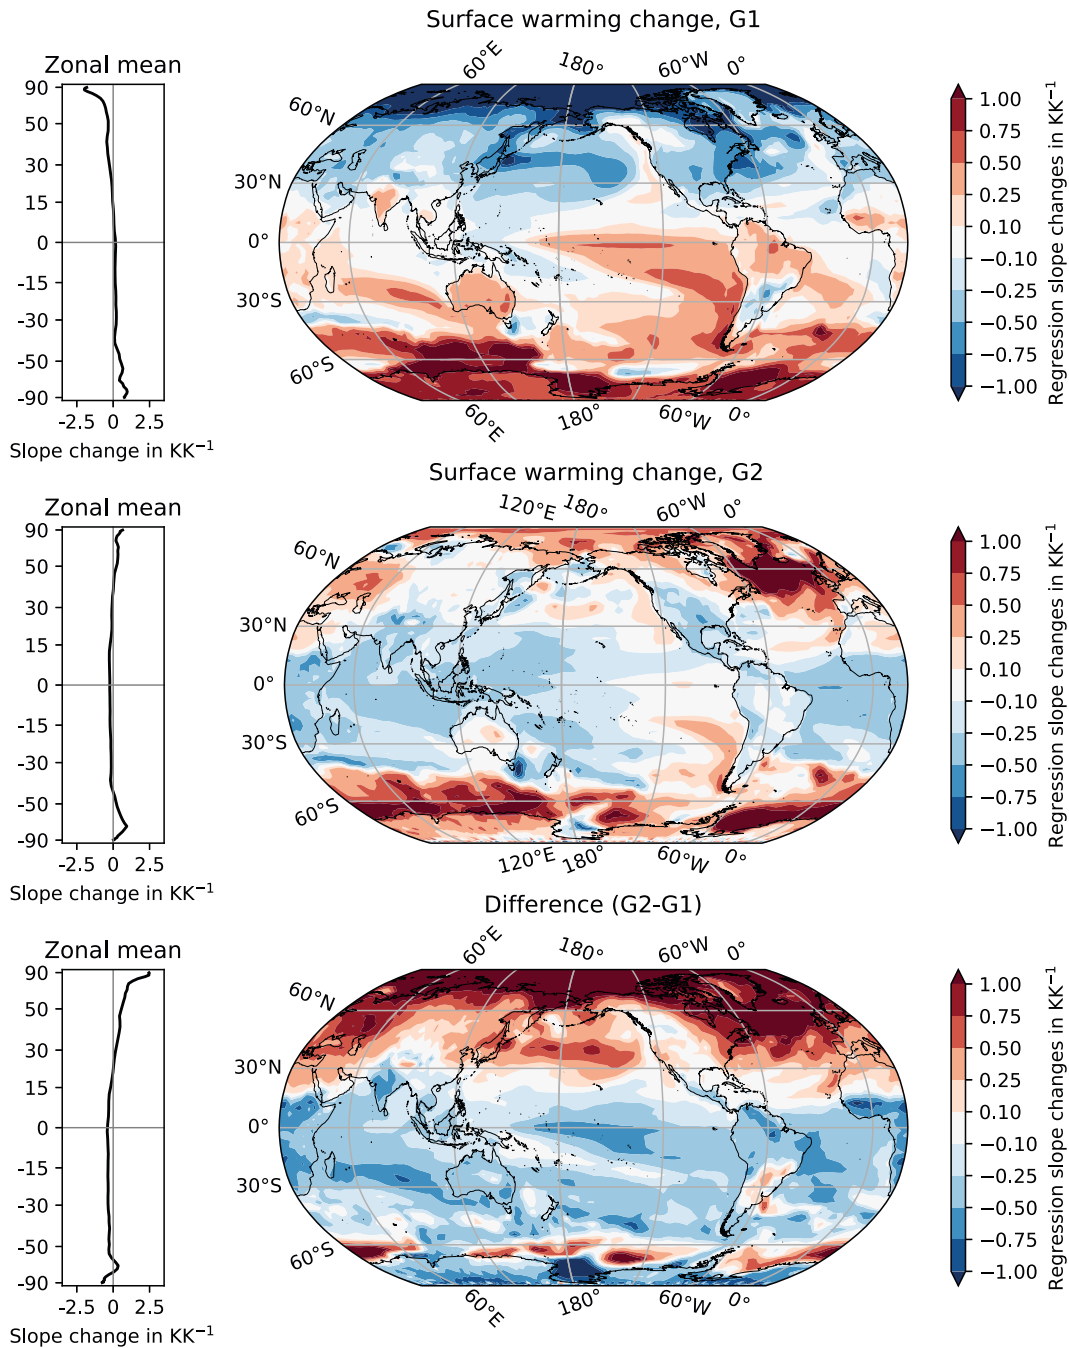 Surface warming change, G1
Zonal mean
60°E 180° 60°W 0°
60°N
30°N
0°
30°S
60°S
60°E 180° 60°W 0°
90
50
30
15
0
-15
-30
-50
-90
-2.5 0 2.5
Slope change in KK⁻¹
1.00
0.75
0.50
0.25
0.10
−0.10
−0.25
−0.50
−0.75
−1.00
Regression slope changes in KK⁻¹
Surface warming change, G2
Zonal mean
120°E 180° 60°W 0°
60°N
30°N
0°
30°S
60°S
120°E 180° 60°W 0°
90
50
30
15
0
-15
-30
-50
-90
-2.5 0 2.5
Slope change in KK⁻¹
1.00
0.75
0.50
0.25
0.10
−0.10
−0.25
−0.50
−0.75
−1.00
Regression slope changes in KK⁻¹
Difference (G2-G1)
Zonal mean
60°E 180° 60°W 0°
60°N
30°N
0°
30°S
60°S
60°E 180° 60°W 0°
90
50
30
15
0
-15
-30
-50
-90
-2.5 0 2.5
Slope change in KK⁻¹
1.00
0.75
0.50
0.25
0.10
−0.10
−0.25
−0.50
−0.75
−1.00
Regression slope changes in KK⁻¹